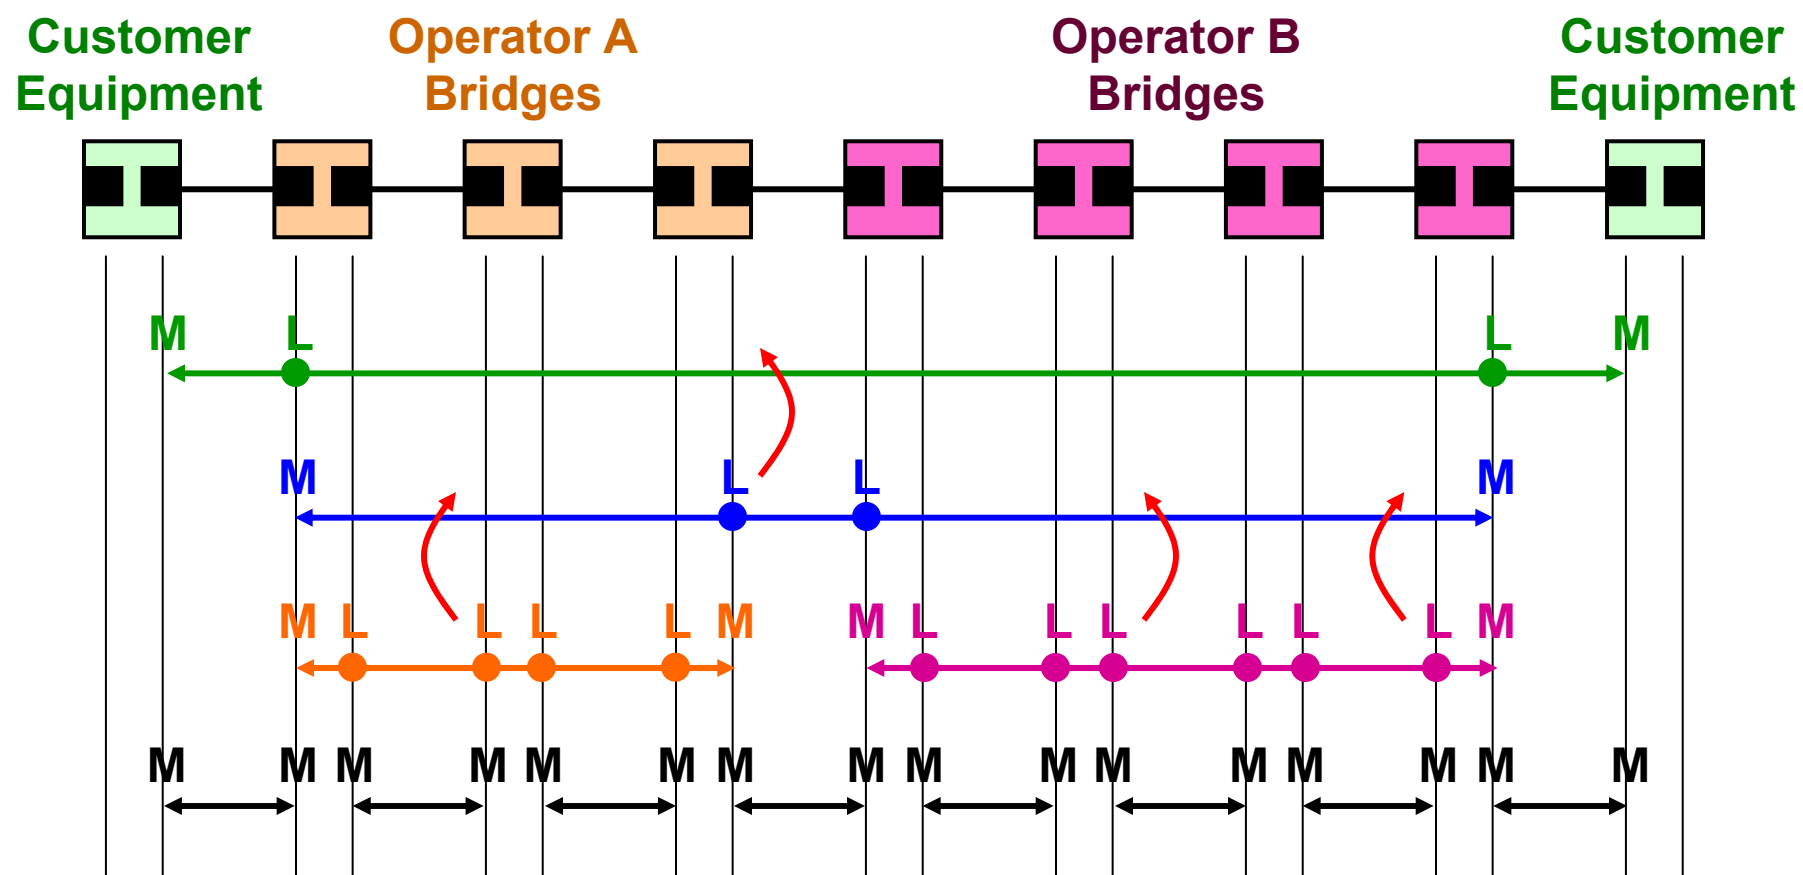 Customer Equipment
Operator A Bridges
Operator B Bridges
Customer Equipment
M L L M
M L L M
M L L L L M M L L L L L L M
M M M M M M M M M M M M M M M M